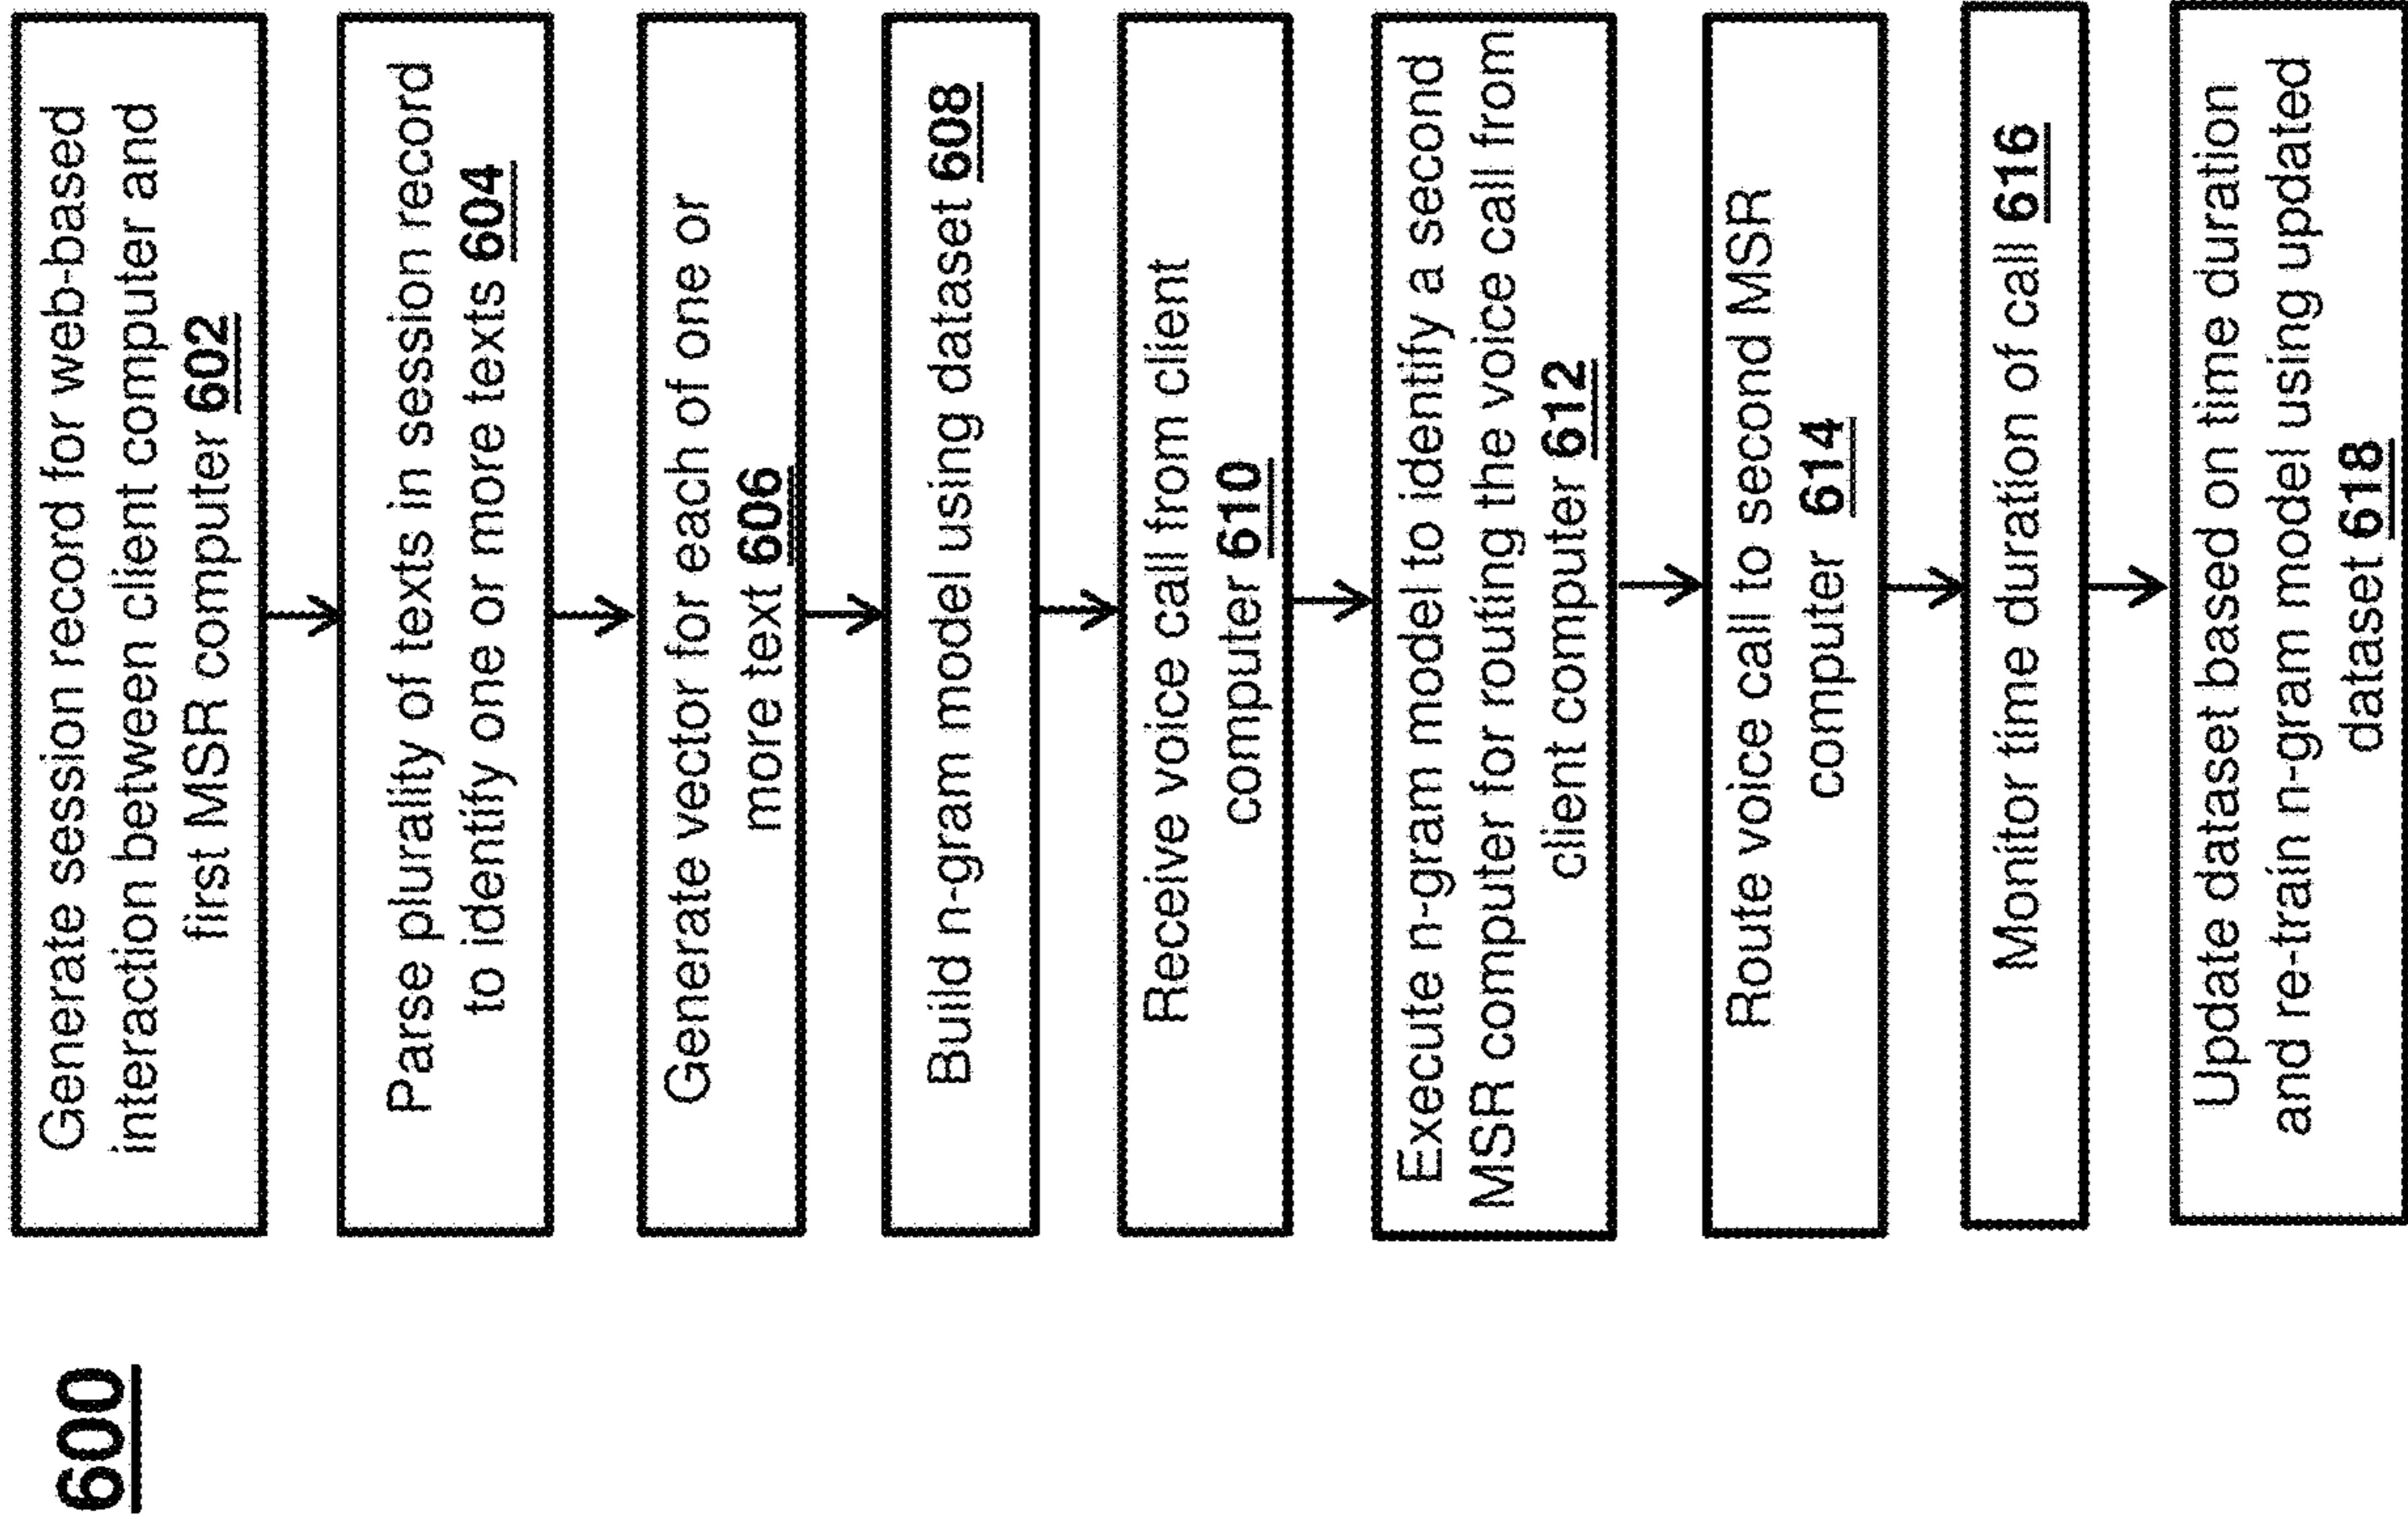 600
Generate session record for web-based
interaction between client computer and
first MSR computer 602
Parse plurality of texts in session record
to identify one or more texts 604
Generate vector for each of one or
more text 606
Build n-gram model using dataset 608
Receive voice call from client
computer 610
Execute n-gram model to identify a second
MSR computer for routing the voice call from
client computer 612
Route voice call to second MSR
computer 614
Monitor time duration of call 616
Update dataset based on time duration
and re-train n-gram model using updated
dataset 618